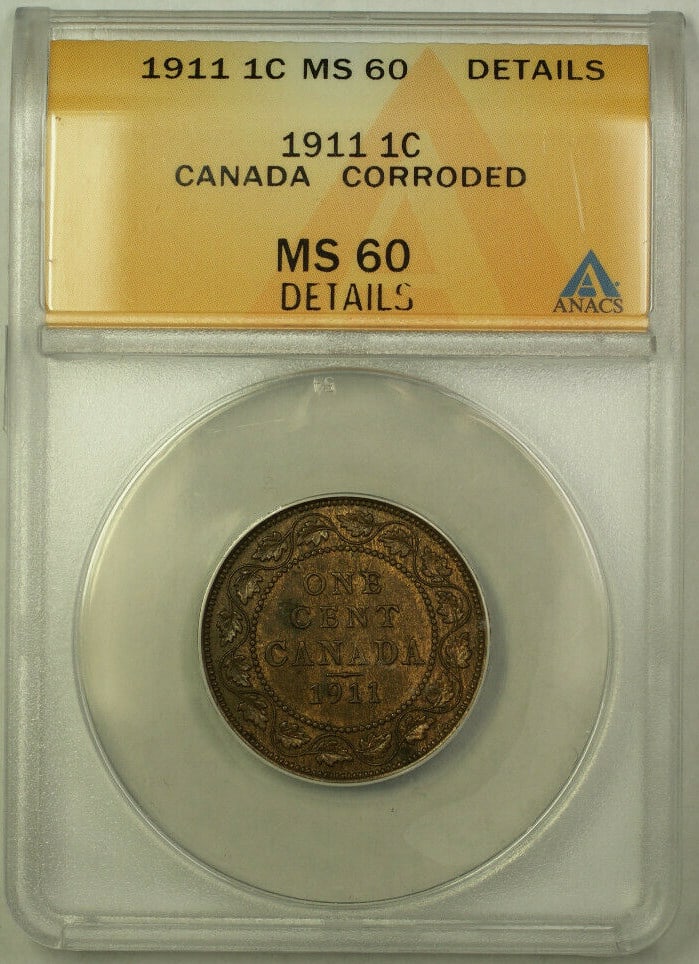 1911 1C MS 60 DETAILS
1911 1C
CANADA CORRODED
MS 60
DETAILS
ANACS
ONE
CENT
CANADA
1911